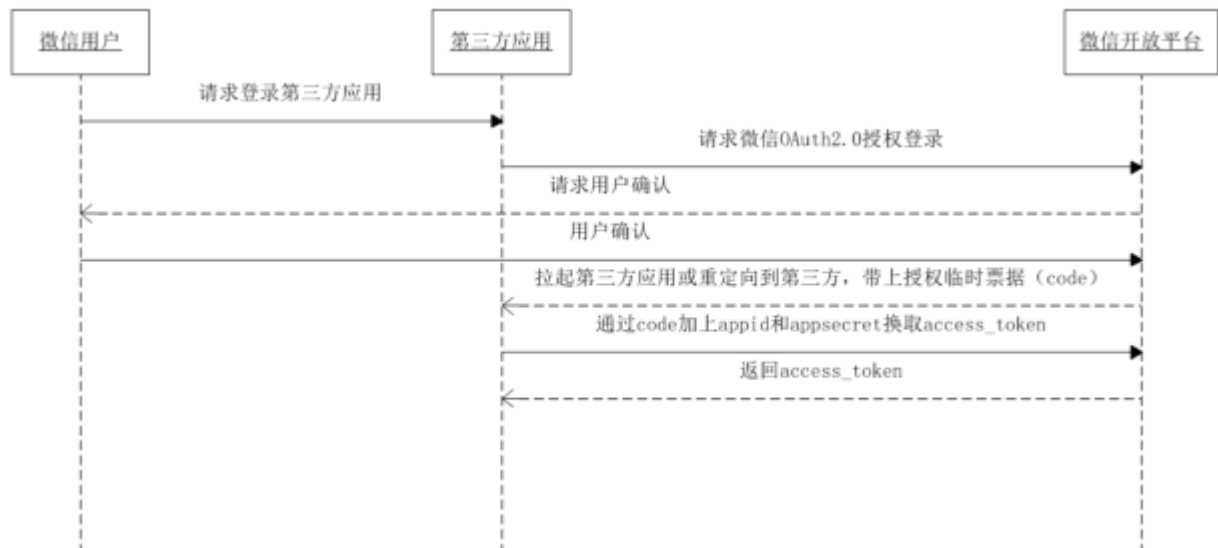 微信用户
第三方应用
微信开放平台
请求登录第三方应用
请求微信OAuth2.0授权登录
请求用户确认
用户确认
拉起第三方应用或重定向到第三方，带上授权临时票据（code）
通过code加上appid和appsecret换取access_token
返回access_token